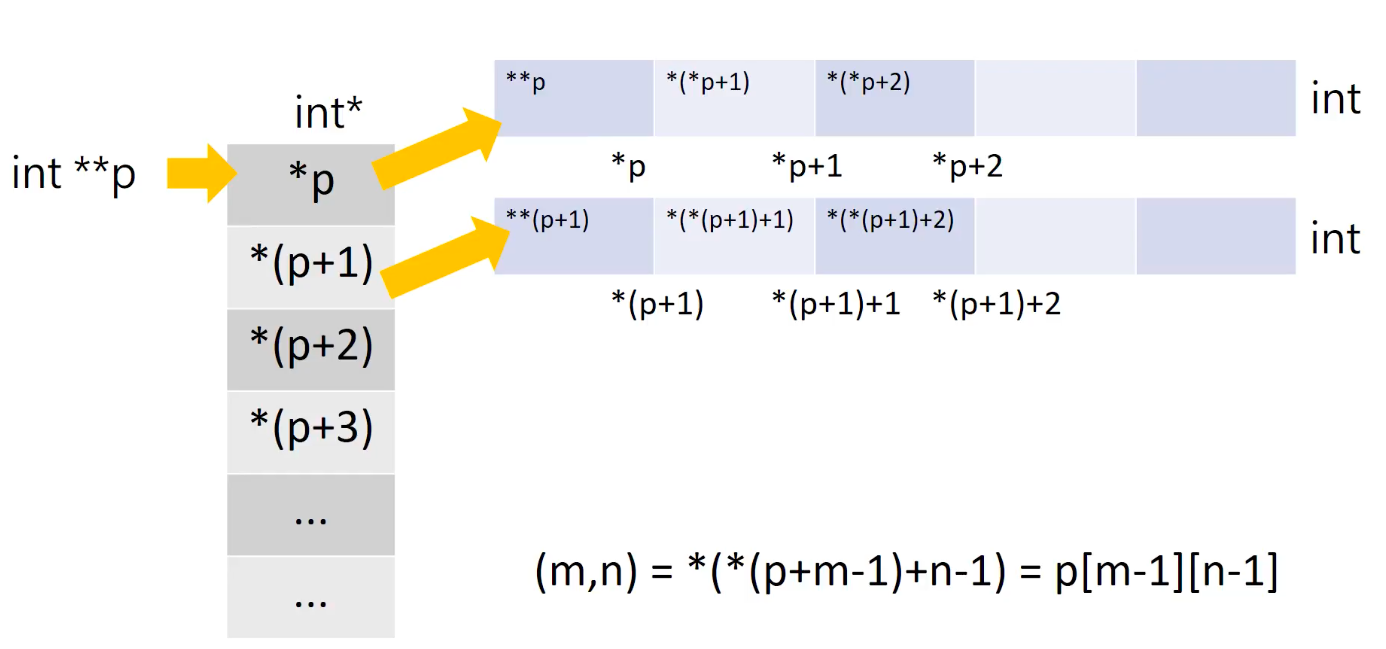 int **p
int*
*p
*(p+1)
*(p+2)
*(p+3)
...
...
**p *(*p+1) *(*p+2) int
*p *p+1 *p+2
**(p+1) *(*(p+1)+1) *(*(p+1)+2) int
*(p+1) *(p+1)+1 *(p+1)+2
(m,n) = *(*(p+m-1)+n-1) = p[m-1][n-1]